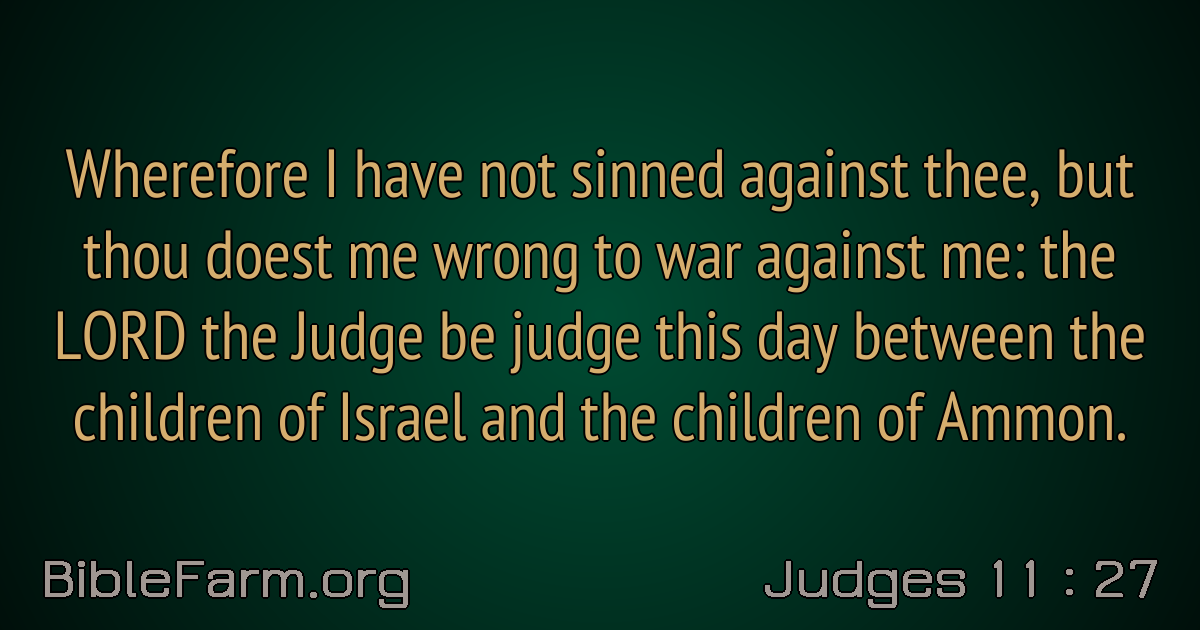 Wherefore I have not sinned against thee, but
thou doest me wrong to war against me: the
LORD the Judge be judge this day between the
children of Israel and the children of Ammon.
BibleFarm.org
Judges 11 : 27